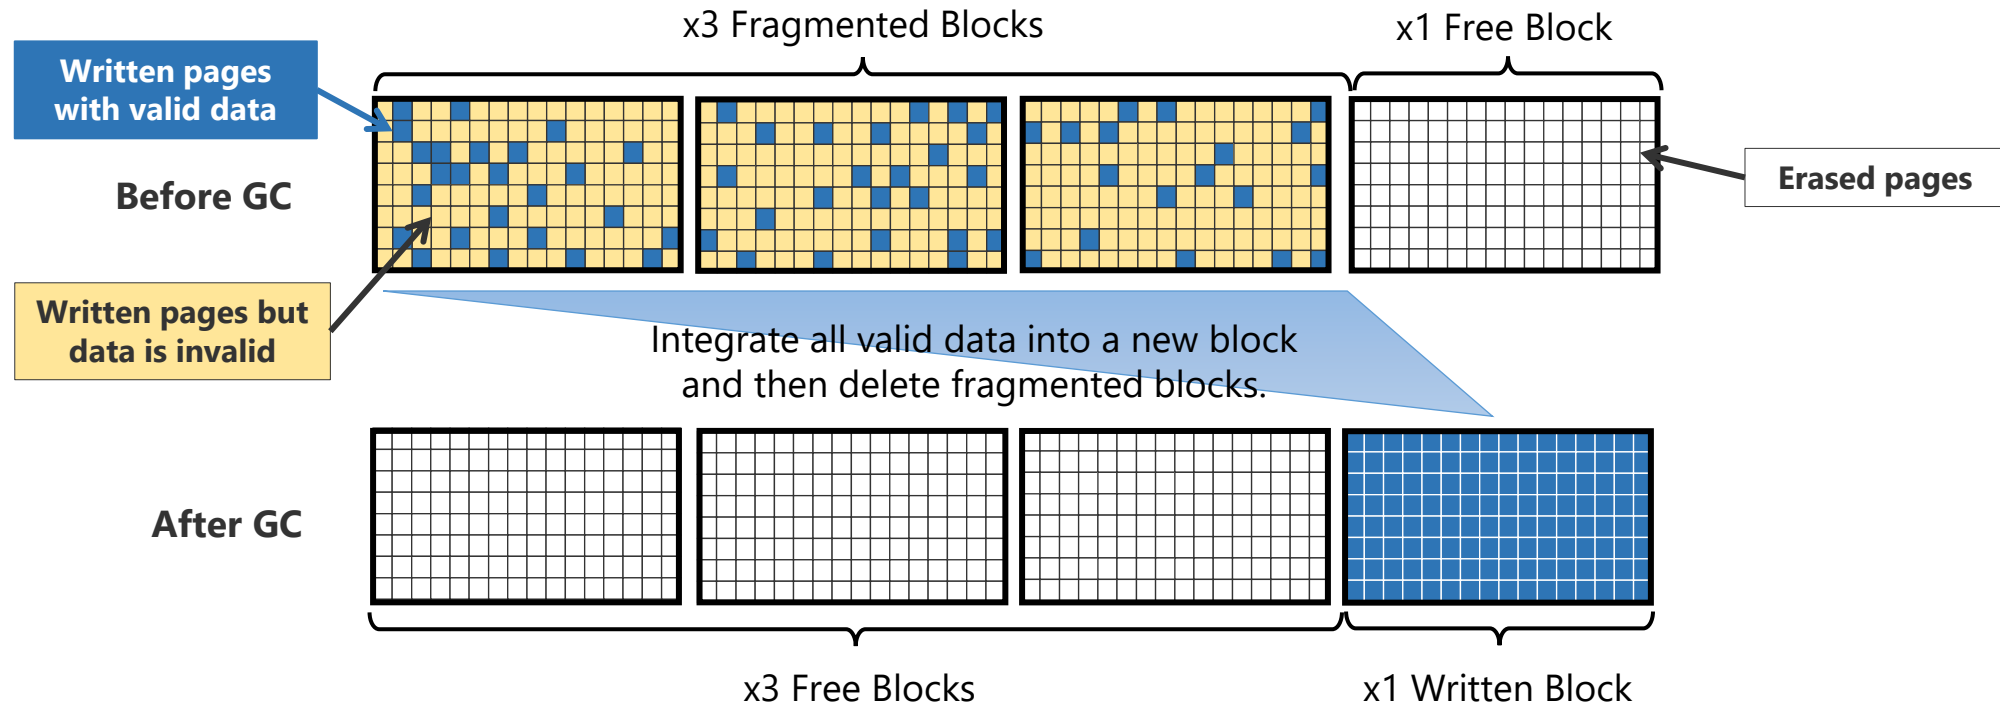 x3 Fragmented Blocks
x1 Free Block
Written pages
with valid data
Before GC
Erased pages
Written pages but
data is invalid
Integrate all valid data into a new block
and then delete fragmented blocks.
After GC
x3 Free Blocks
x1 Written Block